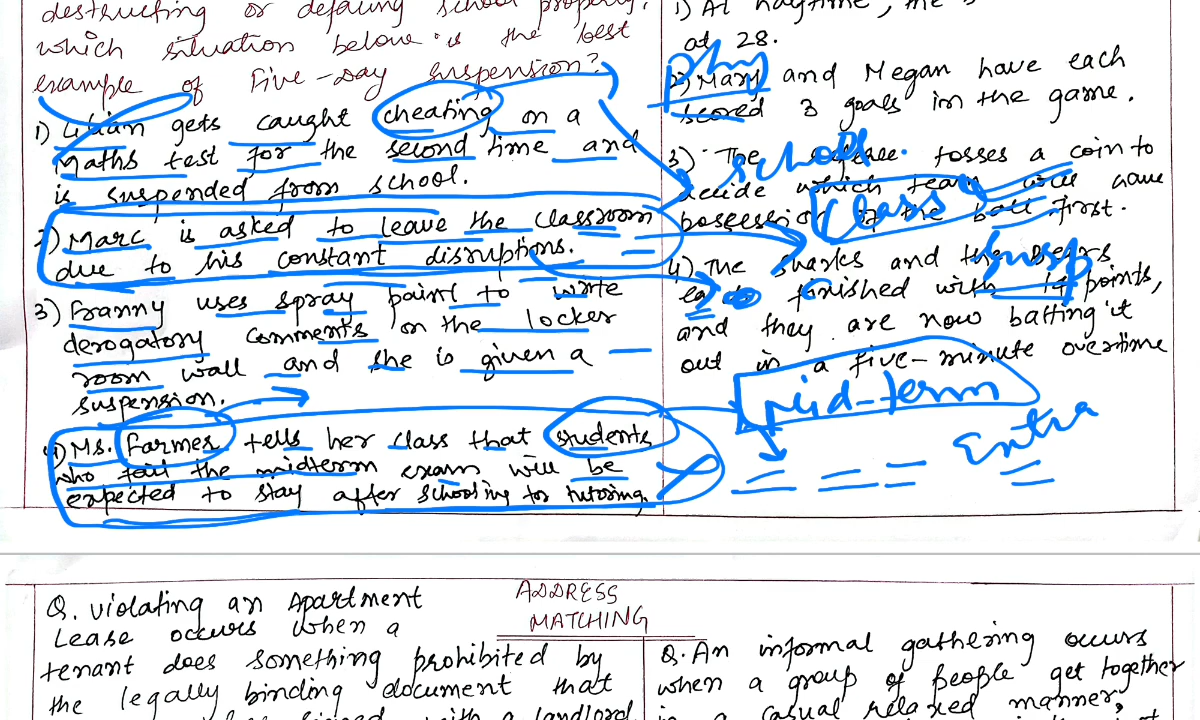 destructing or defacing school property,
which situation below is the best
example of Five-day suspension?
1) Gillian gets caught cheating on a
Maths test for the second time and
is suspended from school.
2) Marc is asked to leave the classroom
due to his constant disruptions.
3) Franny uses spray paint to write
derogatory comments on the locker
room wall and she is given a
suspension.
4) Ms. Farmer tells her class that students
who fail the midterm exam will be
expected to stay after schooling for tutoring.
1) At the
at 28.
phy
2) Mary and Megan have each
scored 3 goals in the game.
school
3) The tosses a coin to
decide which team will have
possession of the ball first.
Class
4) The sharks and the Bears
susp
finished with 14 points,
and they are now batting it
out in a five-minute overtime
Mid-term
Extra
Q. violating an Apartment
Lease occurs when a
tenant does something prohibited by
the legally binding document that
with a landlord
ADDRESS
MATCHING
Q. An informal gathering occurs
when a group of people get together
in a casual relaxed manner,